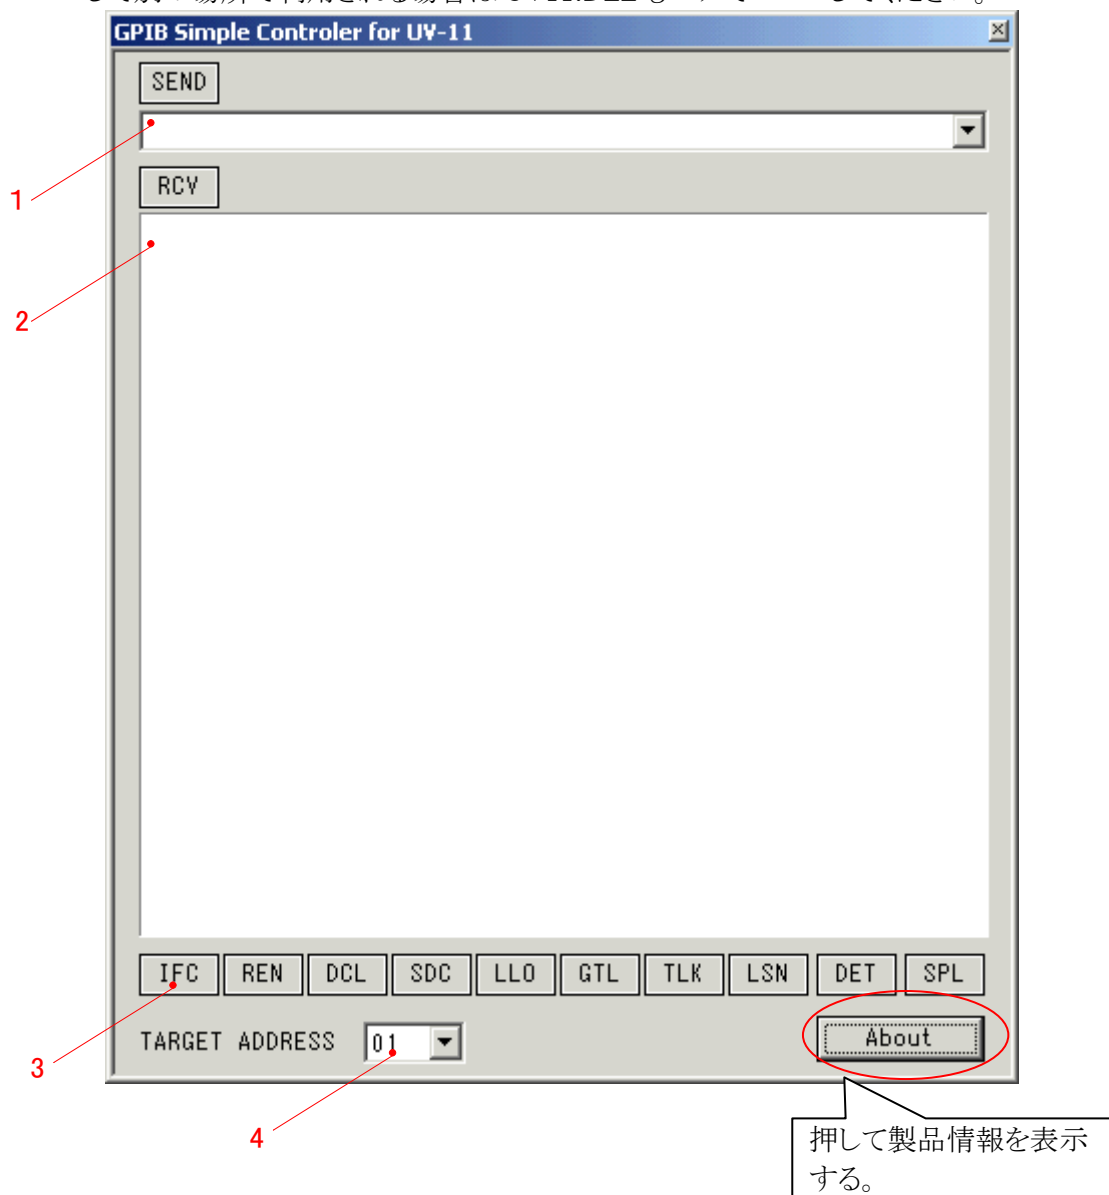 GPIB Simple Controler for UV-11
SEND
1
RCV
2
IFC REN DCL SDC LLO GTL TLK LSN DET SPL
TARGET ADDRESS 01 About
3
4
押して製品情報を表示
する。